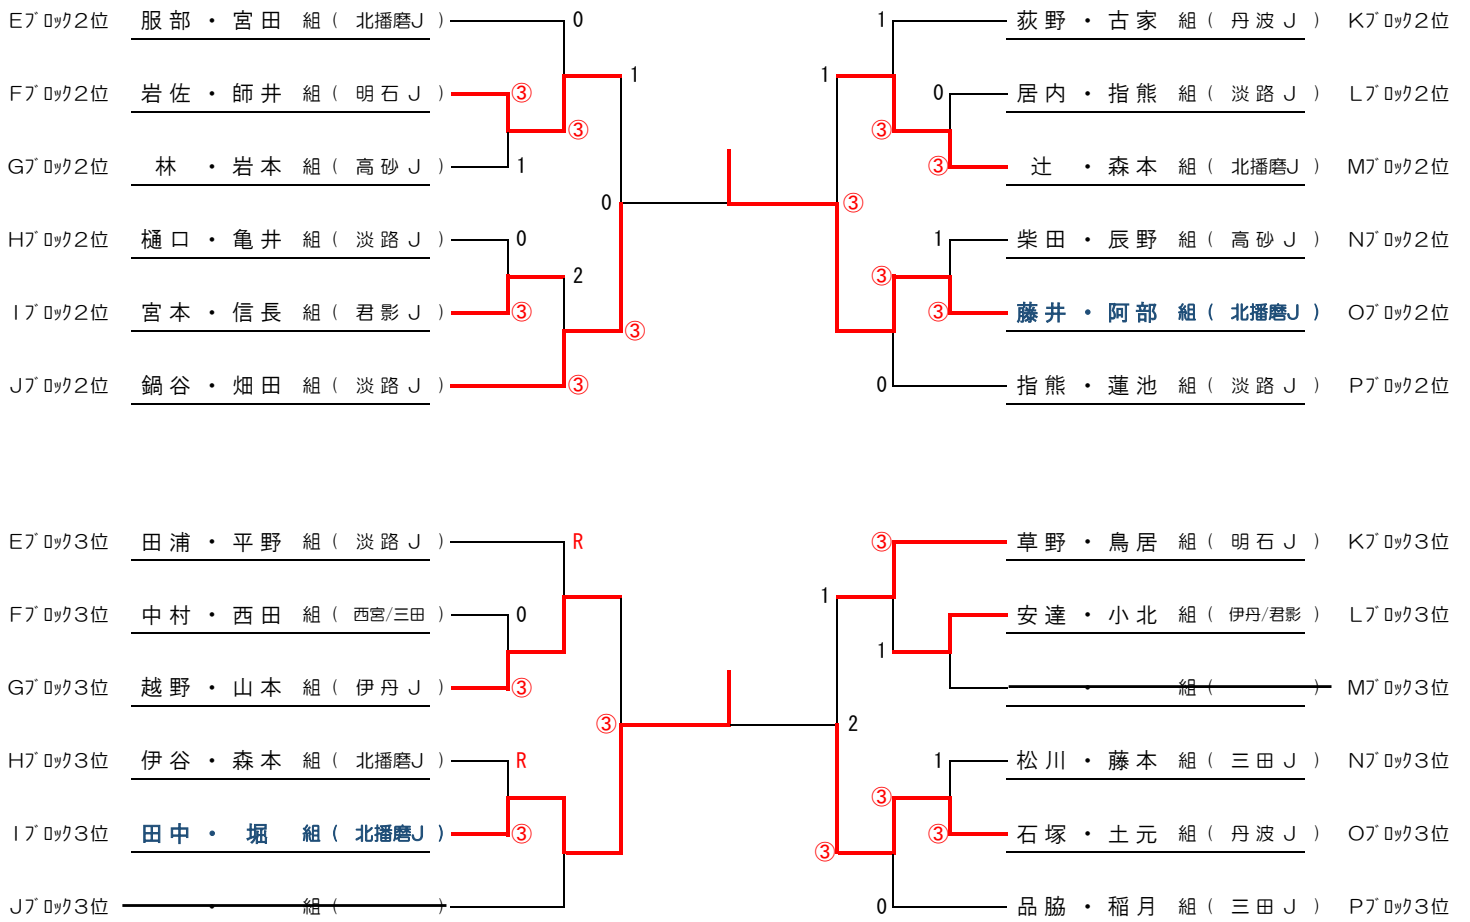 Eブロック2位 服部・宮田 組( 北播磨J ) 0 1 荻野・古家 組( 丹波J ) Kブロック2位
1 1
Fブロック2位 岩佐・師井 組( 明石J ) ③ 0 居内・指熊 組( 淡路J ) Lブロック2位
③ ③
Gブロック2位 林・岩本 組( 高砂J ) 1 ③ 辻・森本 組( 北播磨J ) Mブロック2位
0 ③
Hブロック2位 樋口・亀井 組( 淡路J ) 0 1 柴田・辰野 組( 高砂J ) Nブロック2位
2 ③
Iブロック2位 宮本・信長 組( 君影J ) ③ ③ 藤井・阿部 組( 北播磨J ) Oブロック2位
③
Jブロック2位 鍋谷・畑田 組( 淡路J ) ③ 0 指熊・蓮池 組( 淡路J ) Pブロック2位
Eブロック3位 田浦・平野 組( 淡路J ) R ③ 草野・鳥居 組( 明石J ) Kブロック3位
1
Fブロック3位 中村・西田 組( 西宮/三田 ) 0 安達・小北 組( 伊丹/君影 ) Lブロック3位
1
Gブロック3位 越野・山本 組( 伊丹J ) ③ ・ 組( ) Mブロック3位
③ 2
Hブロック3位 伊谷・森本 組( 北播磨J ) R 1 松川・藤本 組( 三田J ) Nブロック3位
③
Iブロック3位 田中・堀 組( 北播磨J ) ③ ③ 石塚・土元 組( 丹波J ) Oブロック3位
③
Jブロック3位 ・ 組( ) 0 品脇・稲月 組( 三田J ) Pブロック3位